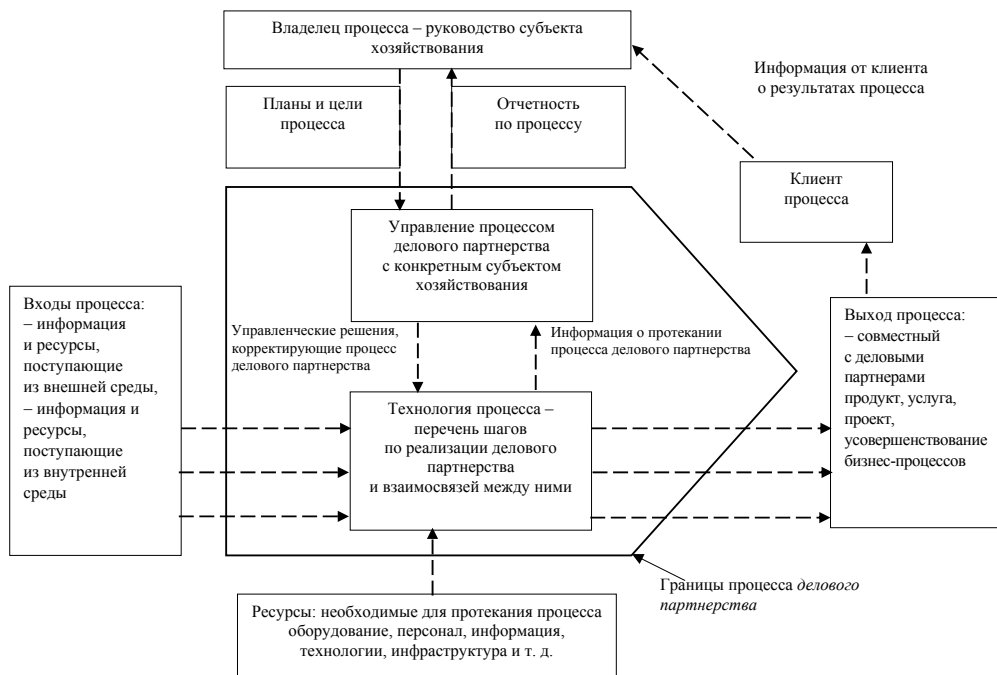 Владелец процесса – руководство субъекта
хозяйствования
Информация от клиента
о результатах процесса
Планы и цели
процесса
Отчетность
по процессу
Клиент
процесса
Управление процессом
делового партнерства
с конкретным субъектом
хозяйствования
Входы процесса:
– информация
и ресурсы,
поступающие
из внешней среды,
– информация и
ресурсы,
поступающие
из внутренней
среды
Управленческие решения,
корректирующие процесс
делового партнерства
Информация о протекании
процесса делового партнерства
Выход процесса:
– совместный
с деловыми
партнерами
продукт, услуга,
проект,
усовершенствование
бизнес-процессов
Технология процесса –
перечень шагов
по реализации делового
партнерства
и взаимосвязей между ними
Границы процесса делового
партнерства
Ресурсы: необходимые для протекания процесса
оборудование, персонал, информация,
технологии, инфраструктура и т. д.